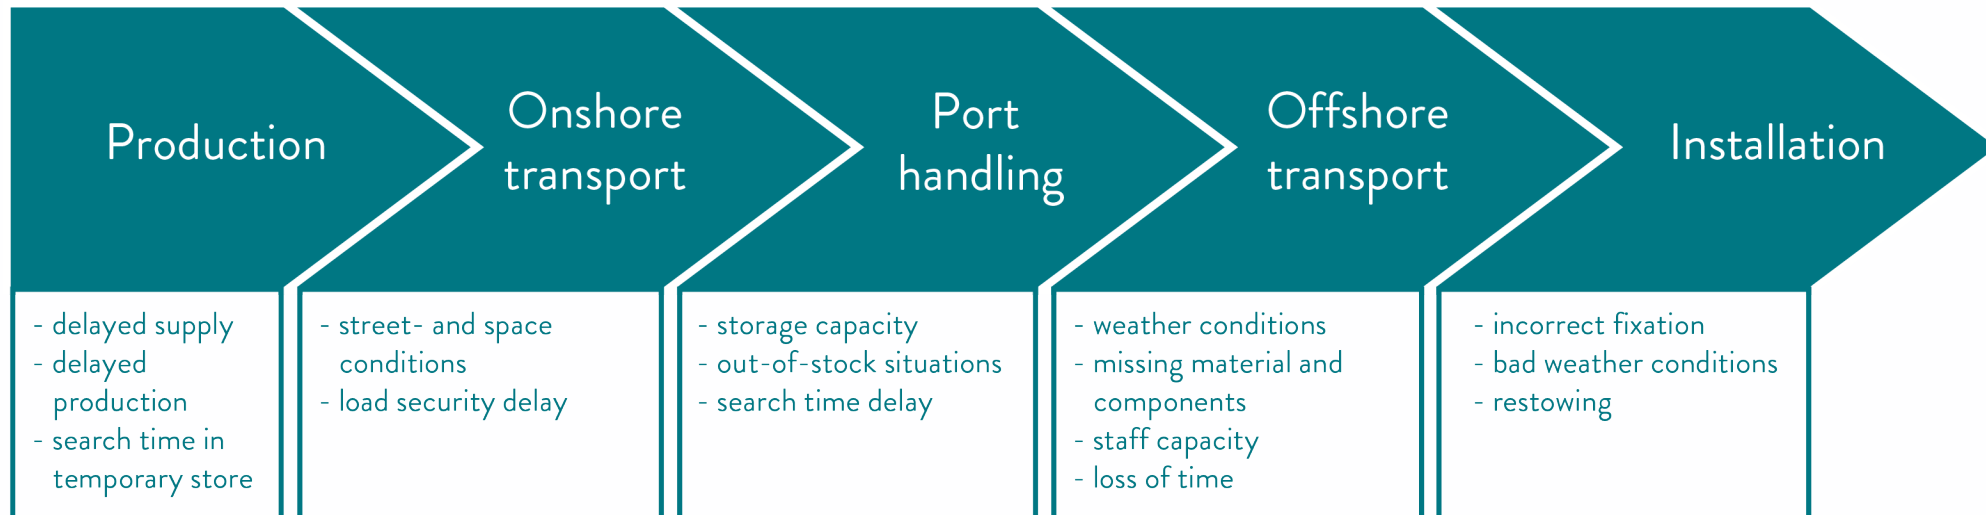 Production
Onshore
transport
Port
handling
Offshore
transport
Installation
- delayed supply
- delayed
production
- search time in
temporary store
- street- and space
conditions
- load security delay
- storage capacity
- out-of-stock situations
- search time delay
- weather conditions
- missing material and
components
- staff capacity
- loss of time
- incorrect fixation
- bad weather conditions
- restowing